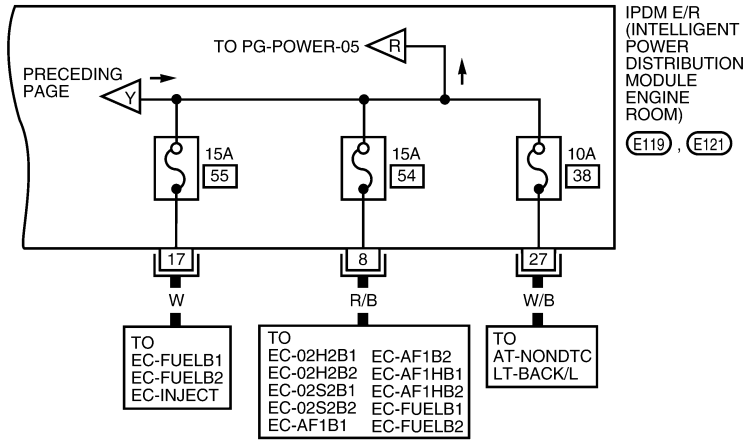 IPDM E/R
(INTELLIGENT
POWER
DISTRIBUTION
MODULE
ENGINE
ROOM)
E119 , E121
TO PG-POWER-05 R
PRECEDING
PAGE
Y
15A
55
15A
54
10A
38
17
8
27
W
R/B
W/B
TO
EC-FUELB1
EC-FUELB2
EC-INJECT
TO
EC-02H2B1
EC-02H2B2
EC-02S2B1
EC-02S2B2
EC-AF1B1
EC-AF1B2
EC-AF1HB1
EC-AF1HB2
EC-FUELB1
EC-FUELB2
TO
AT-NONDTC
LT-BACK/L